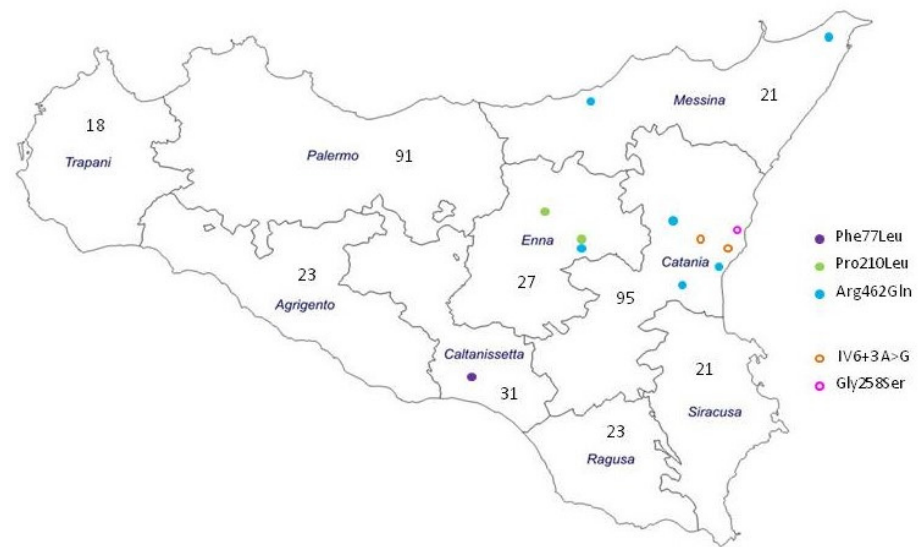 Messina 21
18
Trapani
Palermo 91
Phe77Leu
Enna
Pro210Leu
Catania
23
27
95
Arg462Gln
Agrigento
Caltanissetta
IV6+3A>G
21
31
Gly258Ser
Siracusa
23
Ragusa